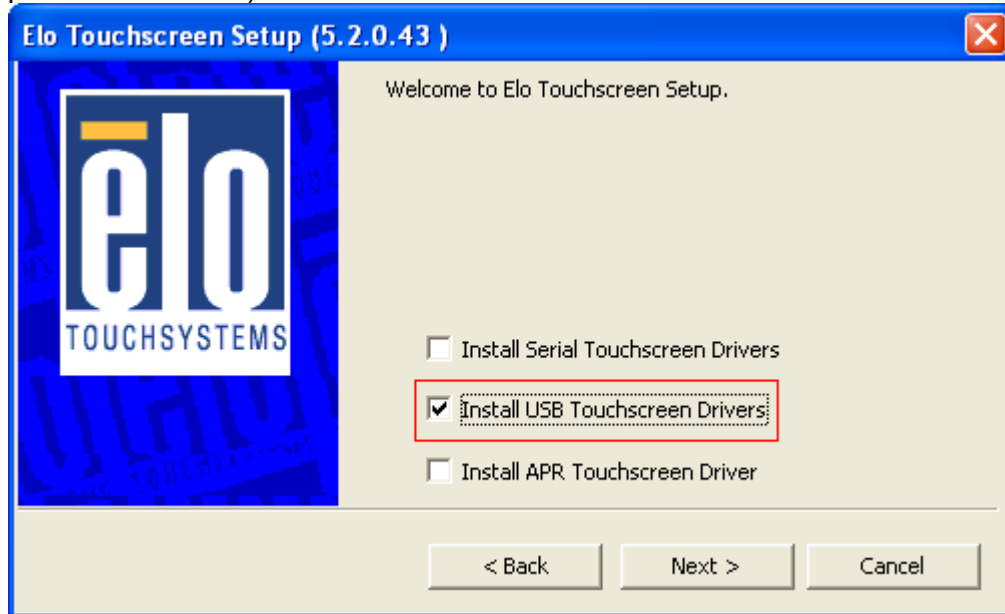 Elo Touchscreen Setup (5.2.0.43 )
Welcome to Elo Touchscreen Setup.
ēlo
TOUCHSYSTEMS
Install Serial Touchscreen Drivers
Install USB Touchscreen Drivers
Install APR Touchscreen Driver
< Back
Next >
Cancel